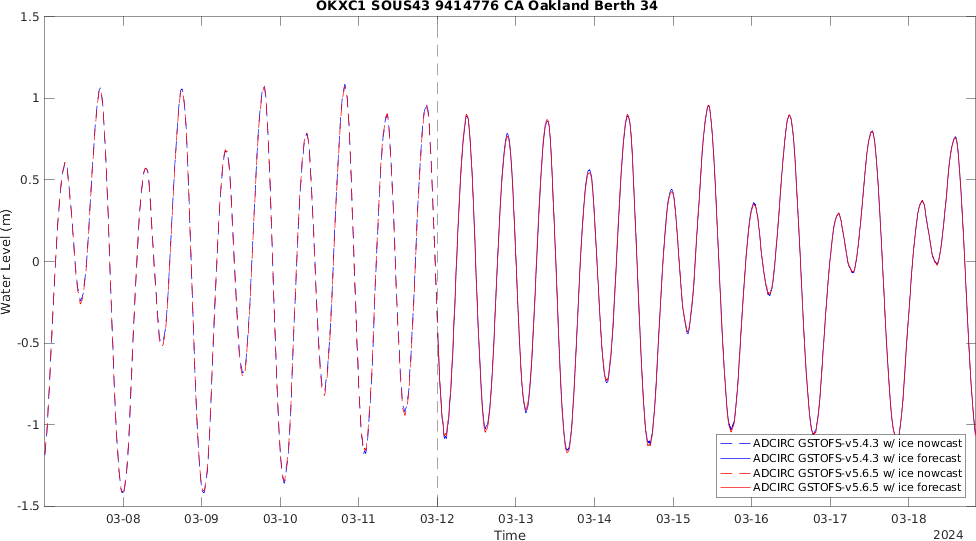 OKXC1 SOUS43 9414776 CA Oakland Berth 34
1.5
1
0.5
0
-0.5
-1
-1.5
Water Level (m)
ADCIRC GSTOFS-v5.4.3 w/ ice nowcast
ADCIRC GSTOFS-v5.4.3 w/ ice forecast
ADCIRC GSTOFS-v5.6.5 w/ ice nowcast
ADCIRC GSTOFS-v5.6.5 w/ ice forecast
03-08 03-09 03-10 03-11 03-12 03-13 03-14 03-15 03-16 03-17 03-18
Time
2024